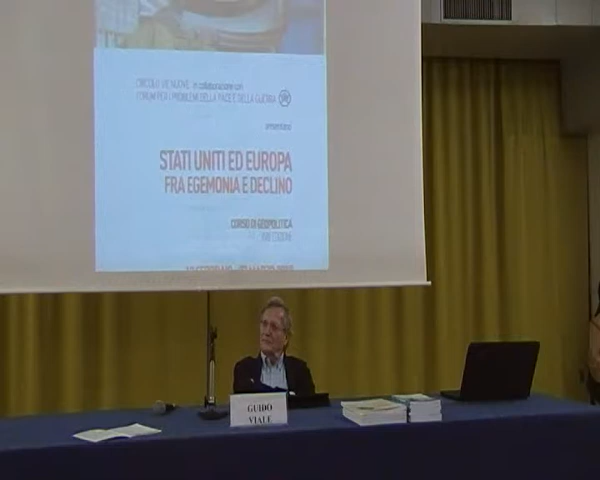 CIRCOLO VIE NUOVE in collaborazione con
FORUM PER I PROBLEMI DELLA PACE E DELLA GUERRA
presentano
STATI UNITI ED EUROPA
FRA EGEMONIA E DECLINO
CORSO DI GEOPOLITICA
EDIZIONE
GUIDO
VIALE